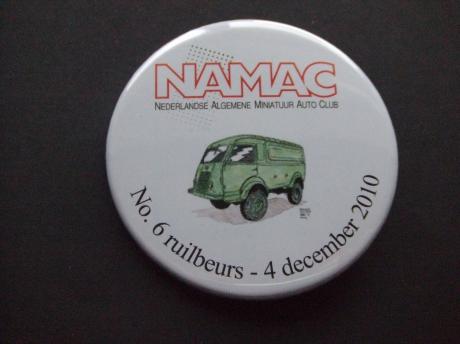 NAMAC
NEDERLANDSE ALGEMENE MINIATUUR AUTO CLUB
No. 6 ruilbeurs - 4 december 2010